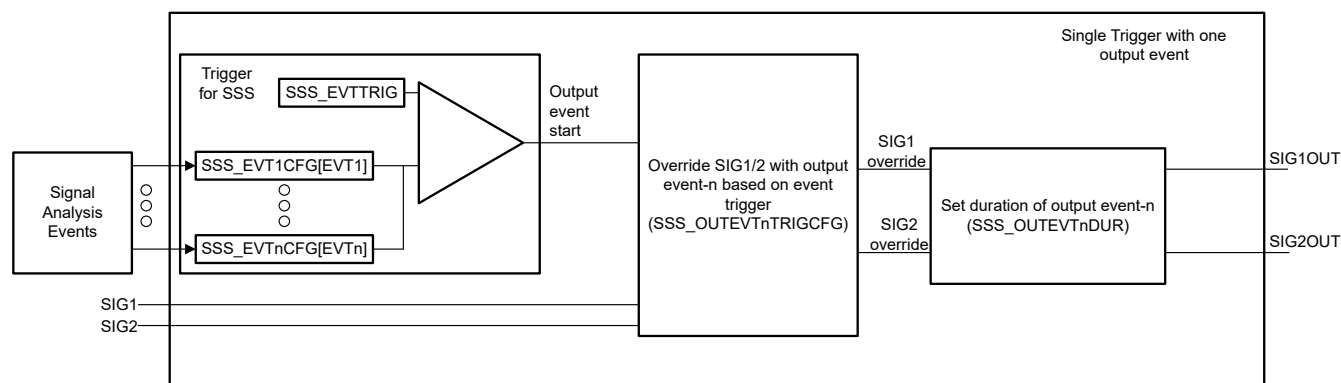 Single Trigger with one
output event
Trigger
for SSS
SSS_EVTTRIG
Output
event
start
SSS_EVT1CFG[EVT1]
SSS_EVTnCFG[EVTn]
Signal
Analysis
Events
Override SIG1/2 with output
event-n based on event
trigger
(SSS_OUTEVTnTRIGCFG)
SIG1
override
SIG2
override
Set duration of output event-n
(SSS_OUTEVTnDUR)
SIG1OUT
SIG2OUT
SIG1
SIG2